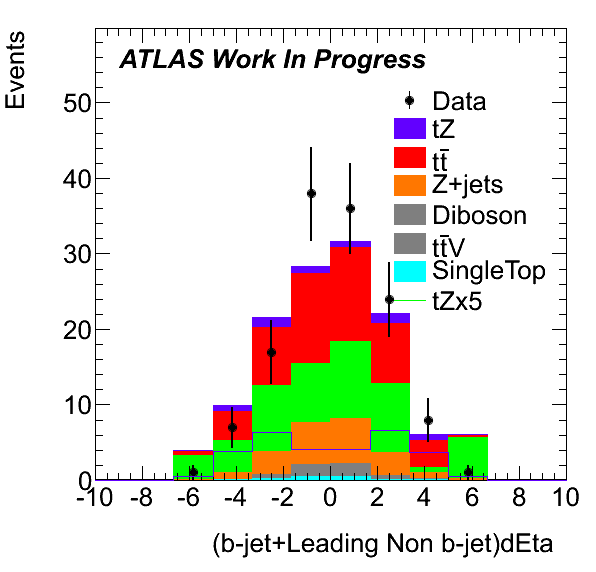 Events
ATLAS Work In Progress
50
40
30
20
10
0
Data
tZ
tt̄
Z+jets
Diboson
tt̄V
SingleTop
tZx5
-10 -8 -6 -4 -2 0 2 4 6 8 10
(b-jet+Leading Non b-jet)dEta